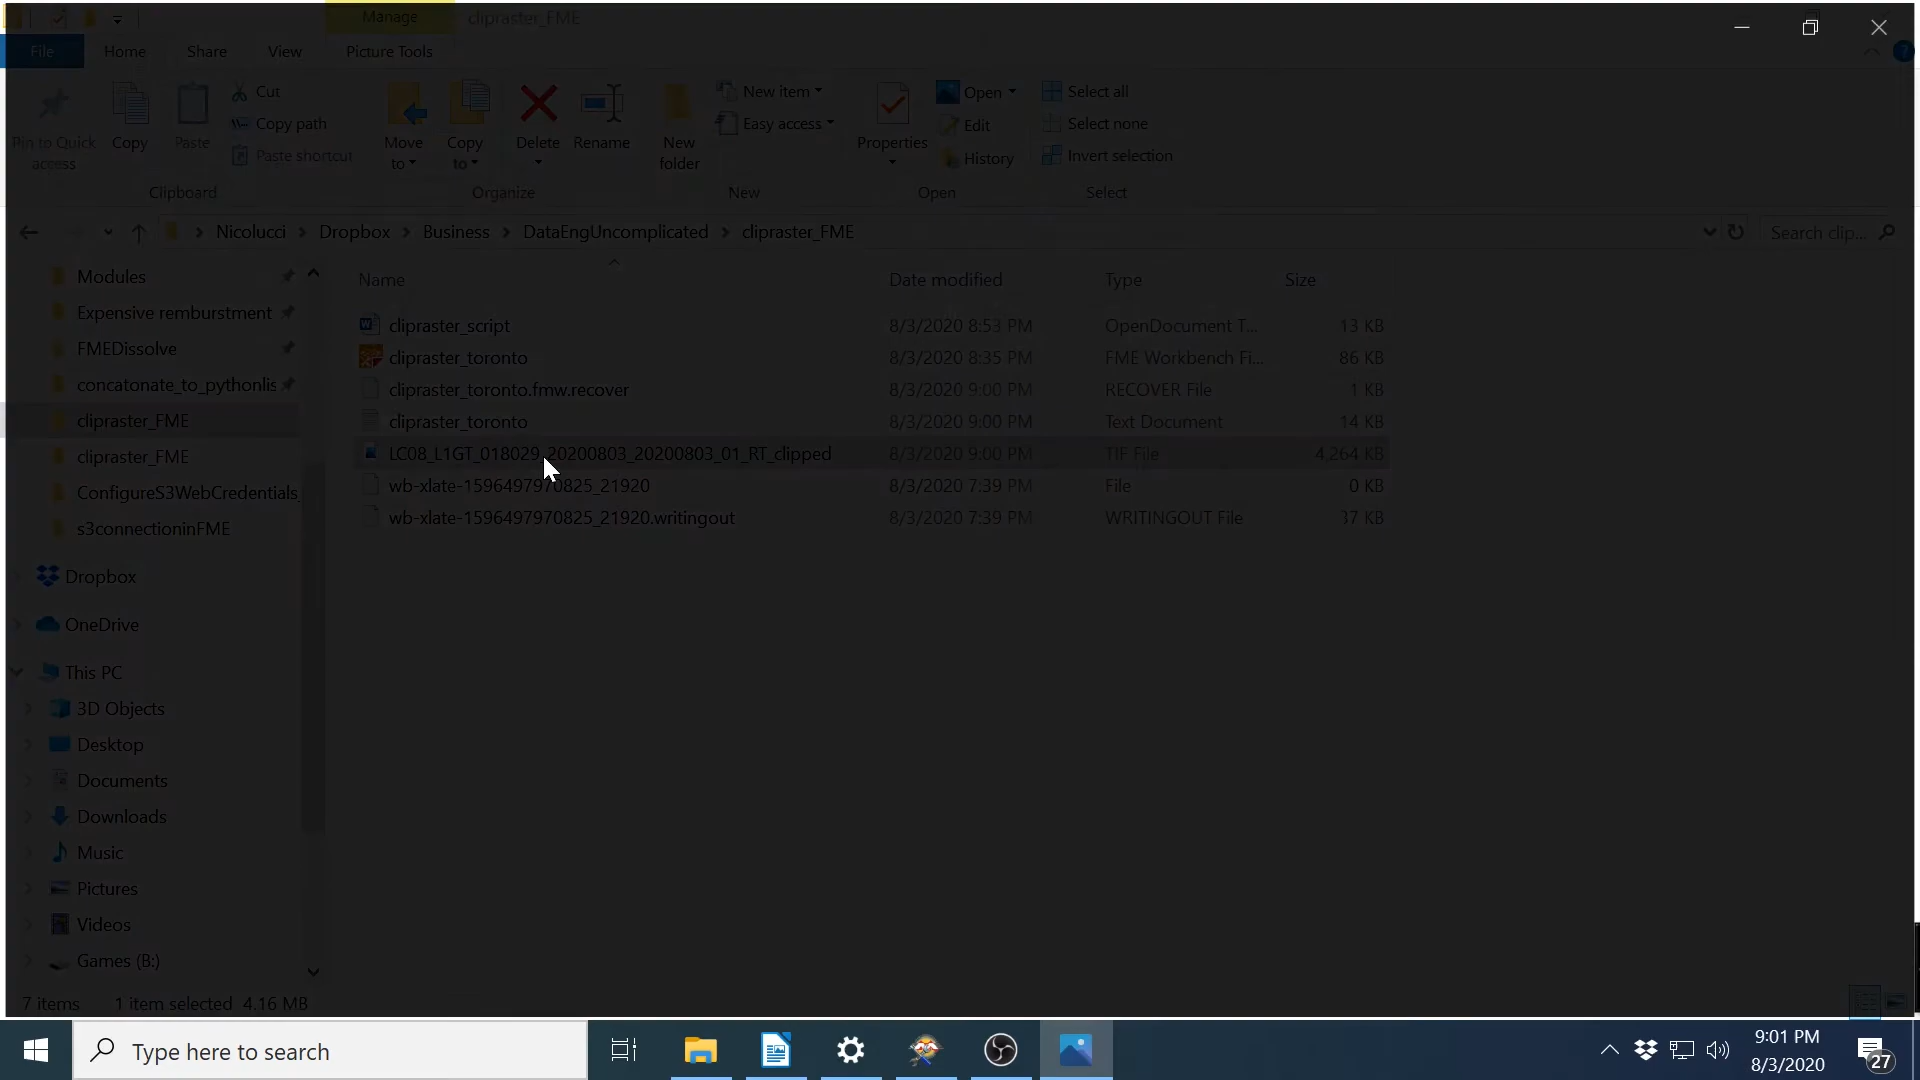 Manage clipraster_FME
File Home Share View Picture Tools
Pin to Quick access
Copy
Paste
Cut
Copy path
Paste shortcut
Clipboard
Move to
Copy to
Delete
Rename
Organize
New folder
New item
Easy access
New
Properties
Open
Edit
History
Open
Select all
Select none
Invert selection
Select
Nicolucci Dropbox Business DataEngUncomplicated clipraster_FME
Search clip...
Modules
Expensive remburstment
FMEDissolve
concatonate_to_pythonlis
clipraster_FME
clipraster_FME
ConfigureS3WebCredentials
s3connectioninFME
Dropbox
OneDrive
This PC
3D Objects
Desktop
Documents
Downloads
Music
Pictures
Videos
Games (B:)
Name Date modified Type Size
clipraster_script 8/3/2020 8:53 PM OpenDocument T... 13 KB
clipraster_toronto 8/3/2020 8:35 PM FME Workbench Fi... 86 KB
clipraster_toronto.fmw.recover 8/3/2020 9:00 PM RECOVER File 1 KB
clipraster_toronto 8/3/2020 9:00 PM Text Document 14 KB
LC08_L1GT_018029_20200803_20200803_01_RT_clipped 8/3/2020 9:00 PM TIF File 4,264 KB
wb-xlate-1596497970825_21920 8/3/2020 7:39 PM File 0 KB
wb-xlate-1596497970825_21920.writingout 8/3/2020 7:39 PM WRITINGOUT File 37 KB
7 items 1 item selected 4.16 MB
Type here to search
9:01 PM
8/3/2020
27